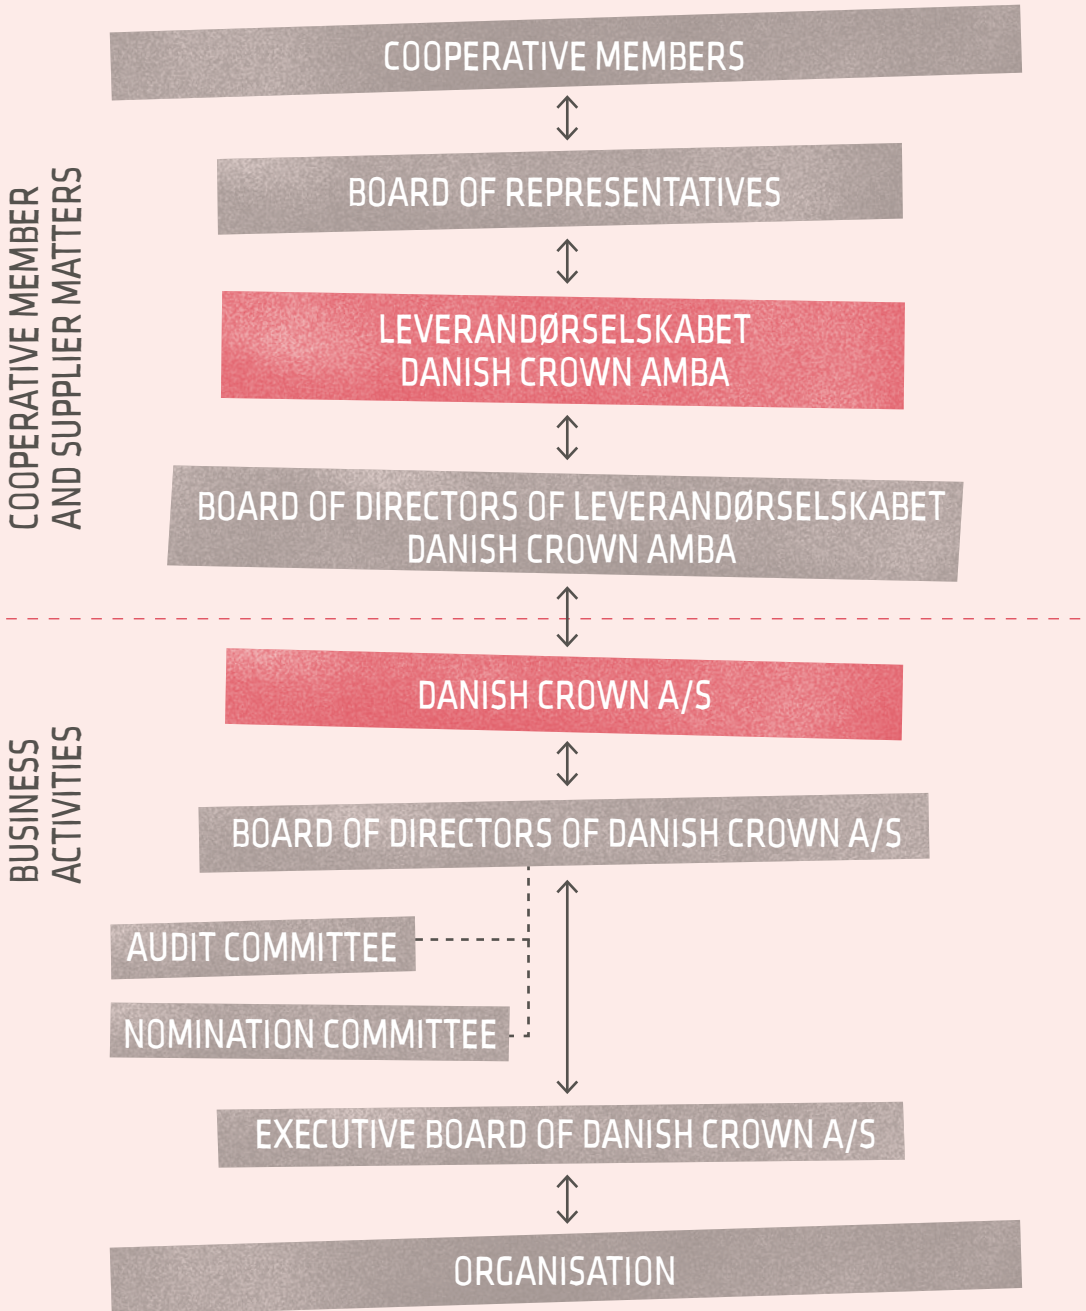 COOPERATIVE MEMBERS
BOARD OF REPRESENTATIVES
LEVERANDØRSELSKABET
DANISH CROWN AMBA
BOARD OF DIRECTORS OF LEVERANDØRSELSKABET
DANISH CROWN AMBA
COOPERATIVE MEMBER
AND SUPPLIER MATTERS
DANISH CROWN A/S
BOARD OF DIRECTORS OF DANISH CROWN A/S
AUDIT COMMITTEE
NOMINATION COMMITTEE
EXECUTIVE BOARD OF DANISH CROWN A/S
ORGANISATION
BUSINESS
ACTIVITIES